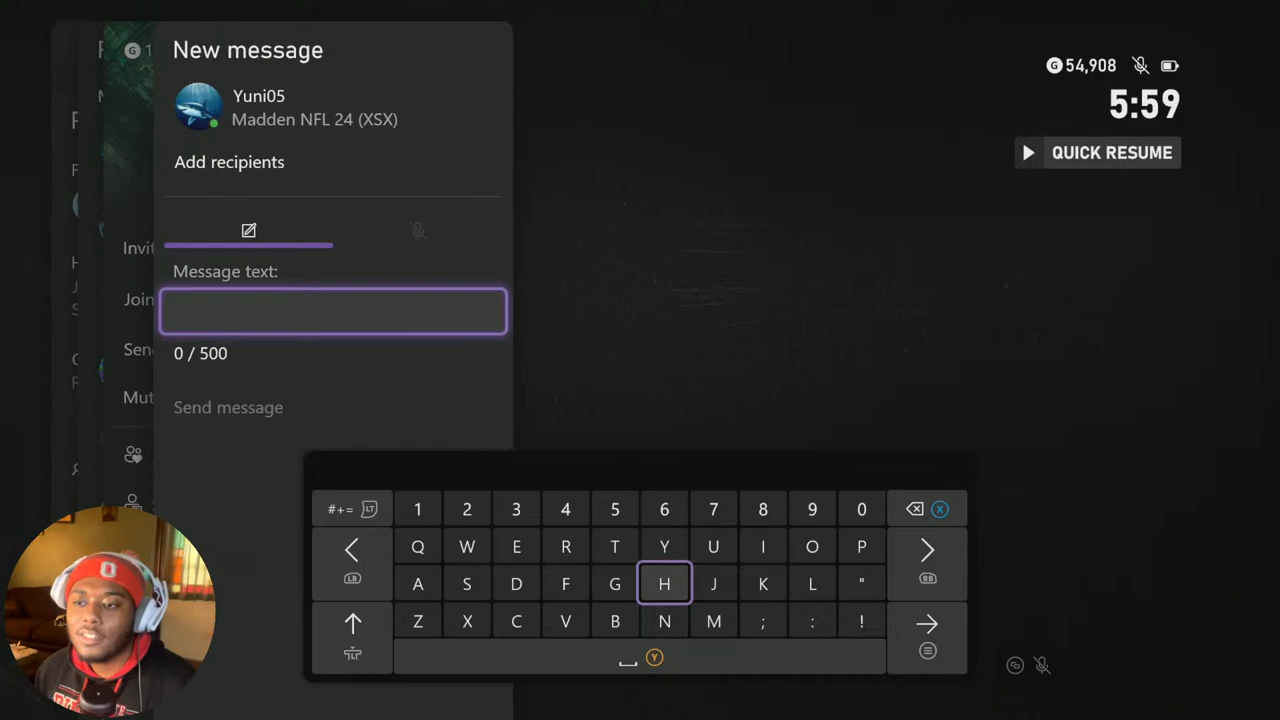 New message
Yuni05
Madden NFL 24 (XSX)
Add recipients
Message text:
0 / 500
Send message
Invit
Join
Sen
Mut
G 54,908
5:59
QUICK RESUME
#+= LT 1 2 3 4 5 6 7 8 9 0 X
Q W E R T Y U I O P
LB A S D F G H J K L " RB
Z X C V B N M ; : !
Y
O